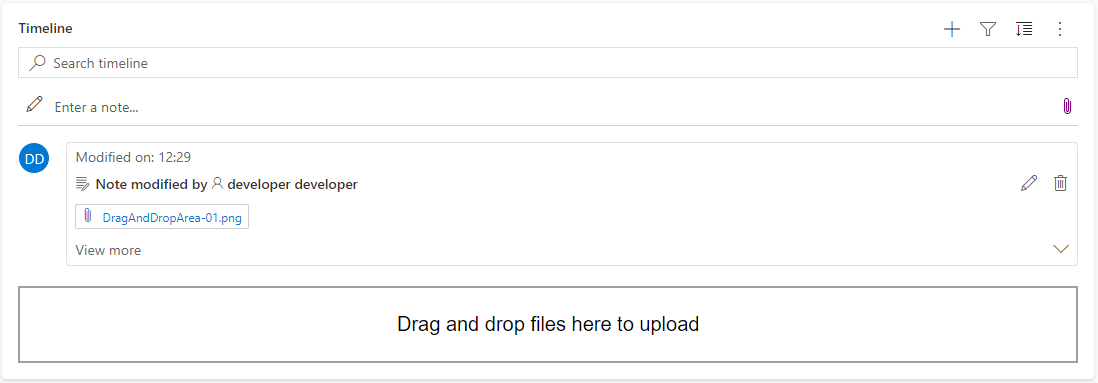 Timeline
Search timeline
Enter a note...
DD
Modified on: 12:29
Note modified by developer developer
DragAndDropArea-01.png
View more
Drag and drop files here to upload